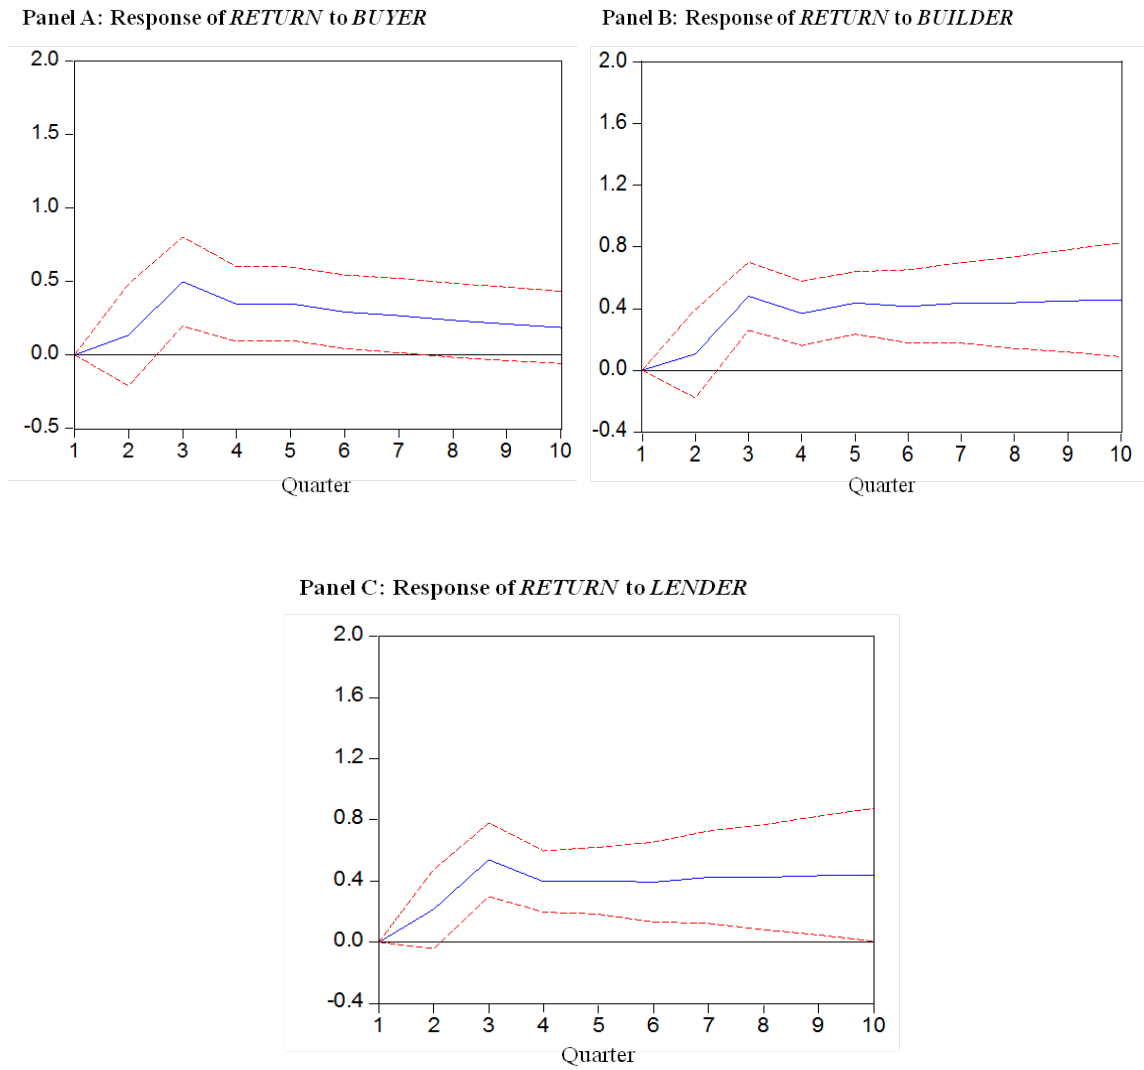 Panel A: Response of RETURN to BUYER
2.0
1.5
1.0
0.5
0.0
-0.5
1 2 3 4 5 6 7 8 9 10
Quarter
Panel B: Response of RETURN to BUILDER
2.0
1.6
1.2
0.8
0.4
0.0
-0.4
1 2 3 4 5 6 7 8 9 10
Quarter
Panel C: Response of RETURN to LENDER
2.0
1.6
1.2
0.8
0.4
0.0
-0.4
1 2 3 4 5 6 7 8 9 10
Quarter